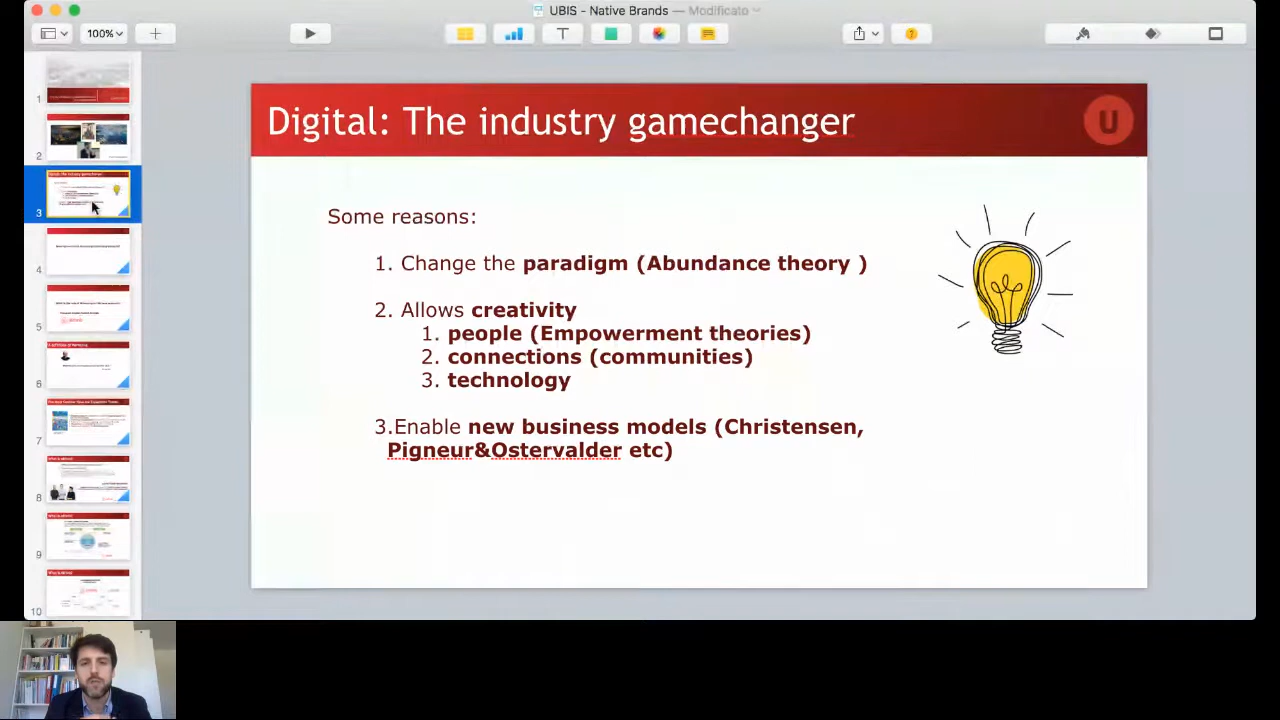 UBIS - Native Brands — Modificato
100%
T
?
1
2
3
4
5
6
7
8
9
10
Digital: The industry gamechanger
U
Some reasons:
1. Change the paradigm (Abundance theory )
2. Allows creativity
1. people (Empowerment theories)
2. connections (communities)
3. technology
3.Enable new business models (Christensen,
Pigneur&Ostervalder etc)